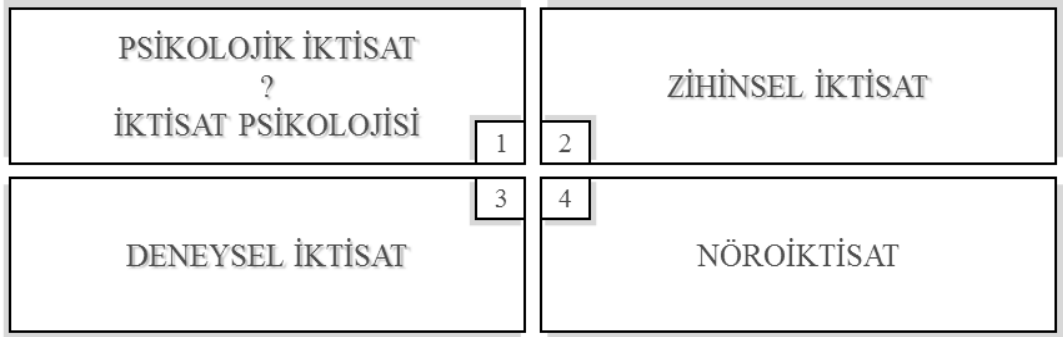 PSİKOLOJİK İKTİSAT
?
İKTİSAT PSİKOLOJİSİ
1
ZİHİNSEL İKTİSAT
2
3
DENEYSEL İKTİSAT
4
NÖROİKTİSAT